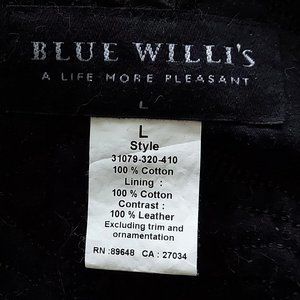 BLUE WILLI'S
A LIFE MORE PLEASANT
L
L
Style
31079-320-410
100 % Cotton
Lining :
100 % Cotton
Contrast :
100 % Leather
Excluding trim and
ornamentation
RN :89648 CA : 27034